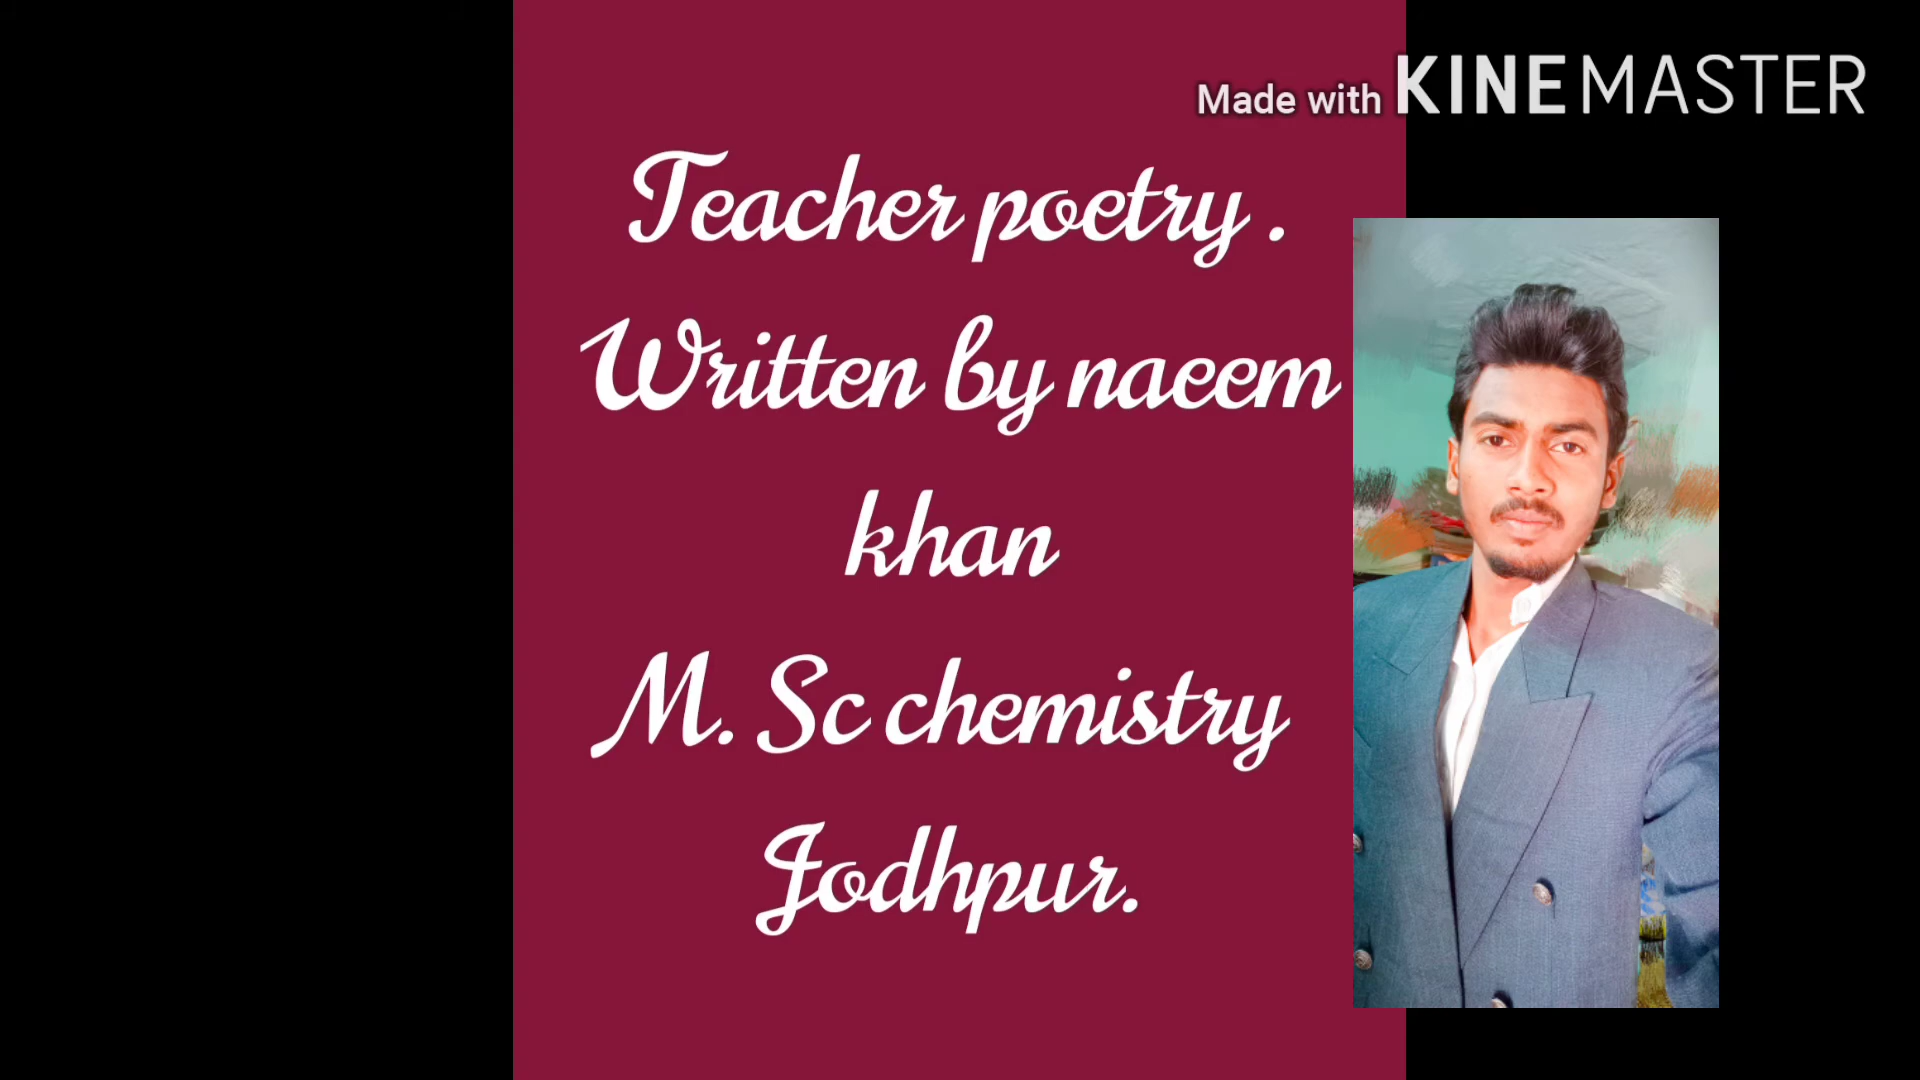 Made with KINEMASTER
Teacher poetry .
Written by naeem
khan
M. Sc chemistry
Jodhpur.